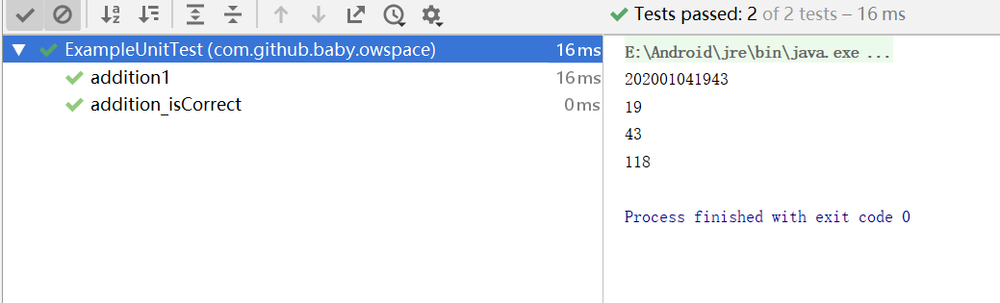 Tests passed: 2 of 2 tests – 16 ms
ExampleUnitTest (com.github.baby.owspace) 16 ms
addition1 16 ms
addition_isCorrect 0 ms
E:\Android\jre\bin\java.exe ...
202001041943
19
43
118
Process finished with exit code 0